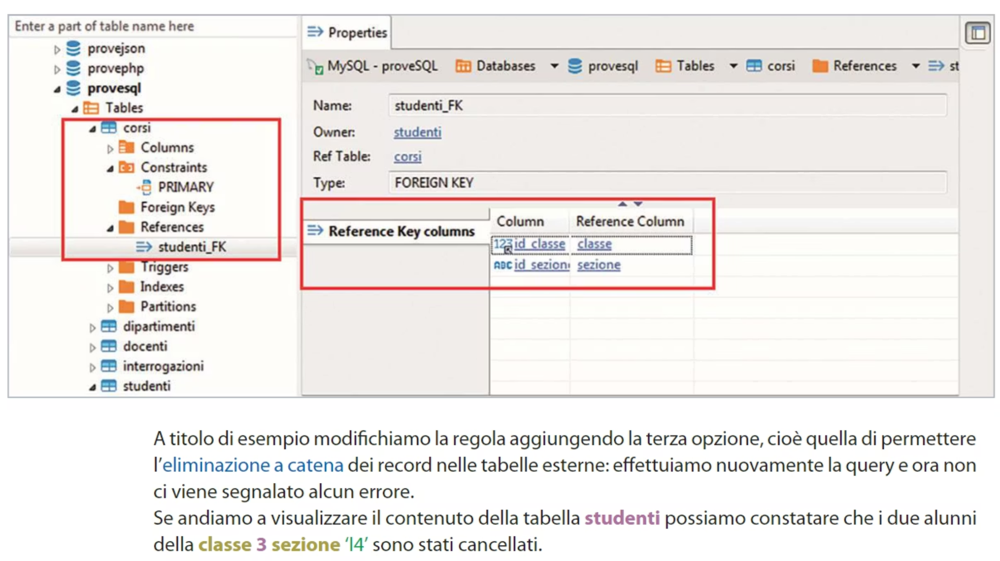 Enter a part of table name here
provejson
provephp
provesql
Tables
corsi
Columns
Constraints
PRIMARY
Foreign Keys
References
studenti_FK
Triggers
Indexes
Partitions
dipartimenti
docenti
interrogazioni
studenti
Properties
MySQL - proveSQL Databases provesql Tables corsi References st
Name: studenti_FK
Owner: studenti
Ref Table: corsi
Type: FOREIGN KEY
Reference Key columns
Column Reference Column
123 id_classe classe
ABC id_sezion sezione
A titolo di esempio modifichiamo la regola aggiungendo la terza opzione, cioè quella di permettere
l’eliminazione a catena dei record nelle tabelle esterne: effettuiamo nuovamente la query e ora non
ci viene segnalato alcun errore.
Se andiamo a visualizzare il contenuto della tabella studenti possiamo constatare che i due alunni
della classe 3 sezione ‘I4’ sono stati cancellati.